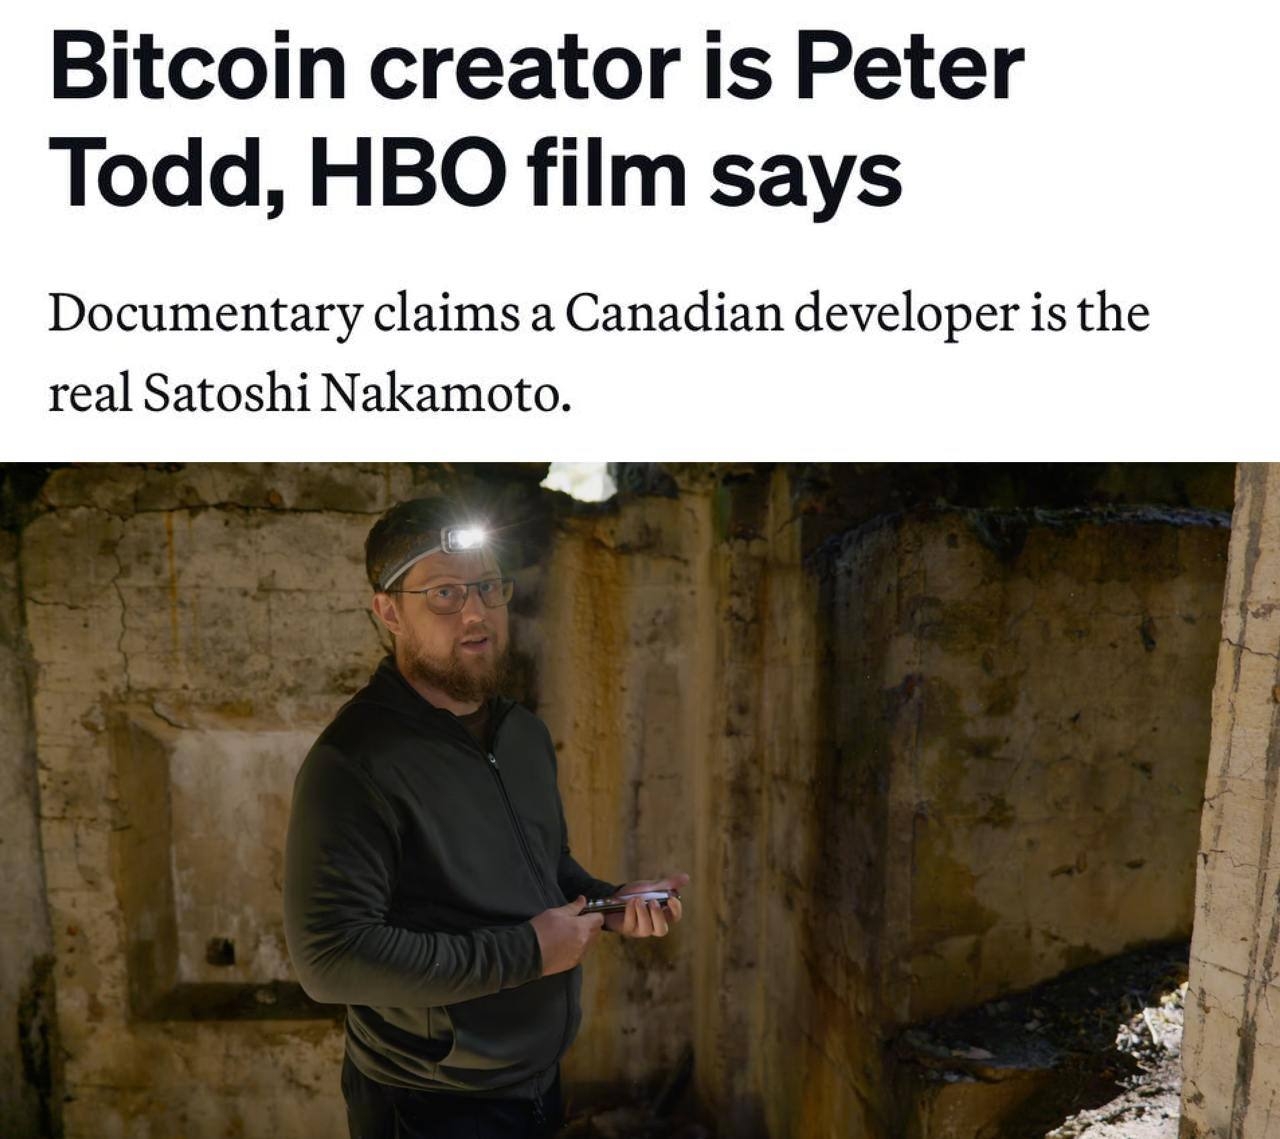 Bitcoin creator is Peter
Todd, HBO film says
Documentary claims a Canadian developer is the
real Satoshi Nakamoto.